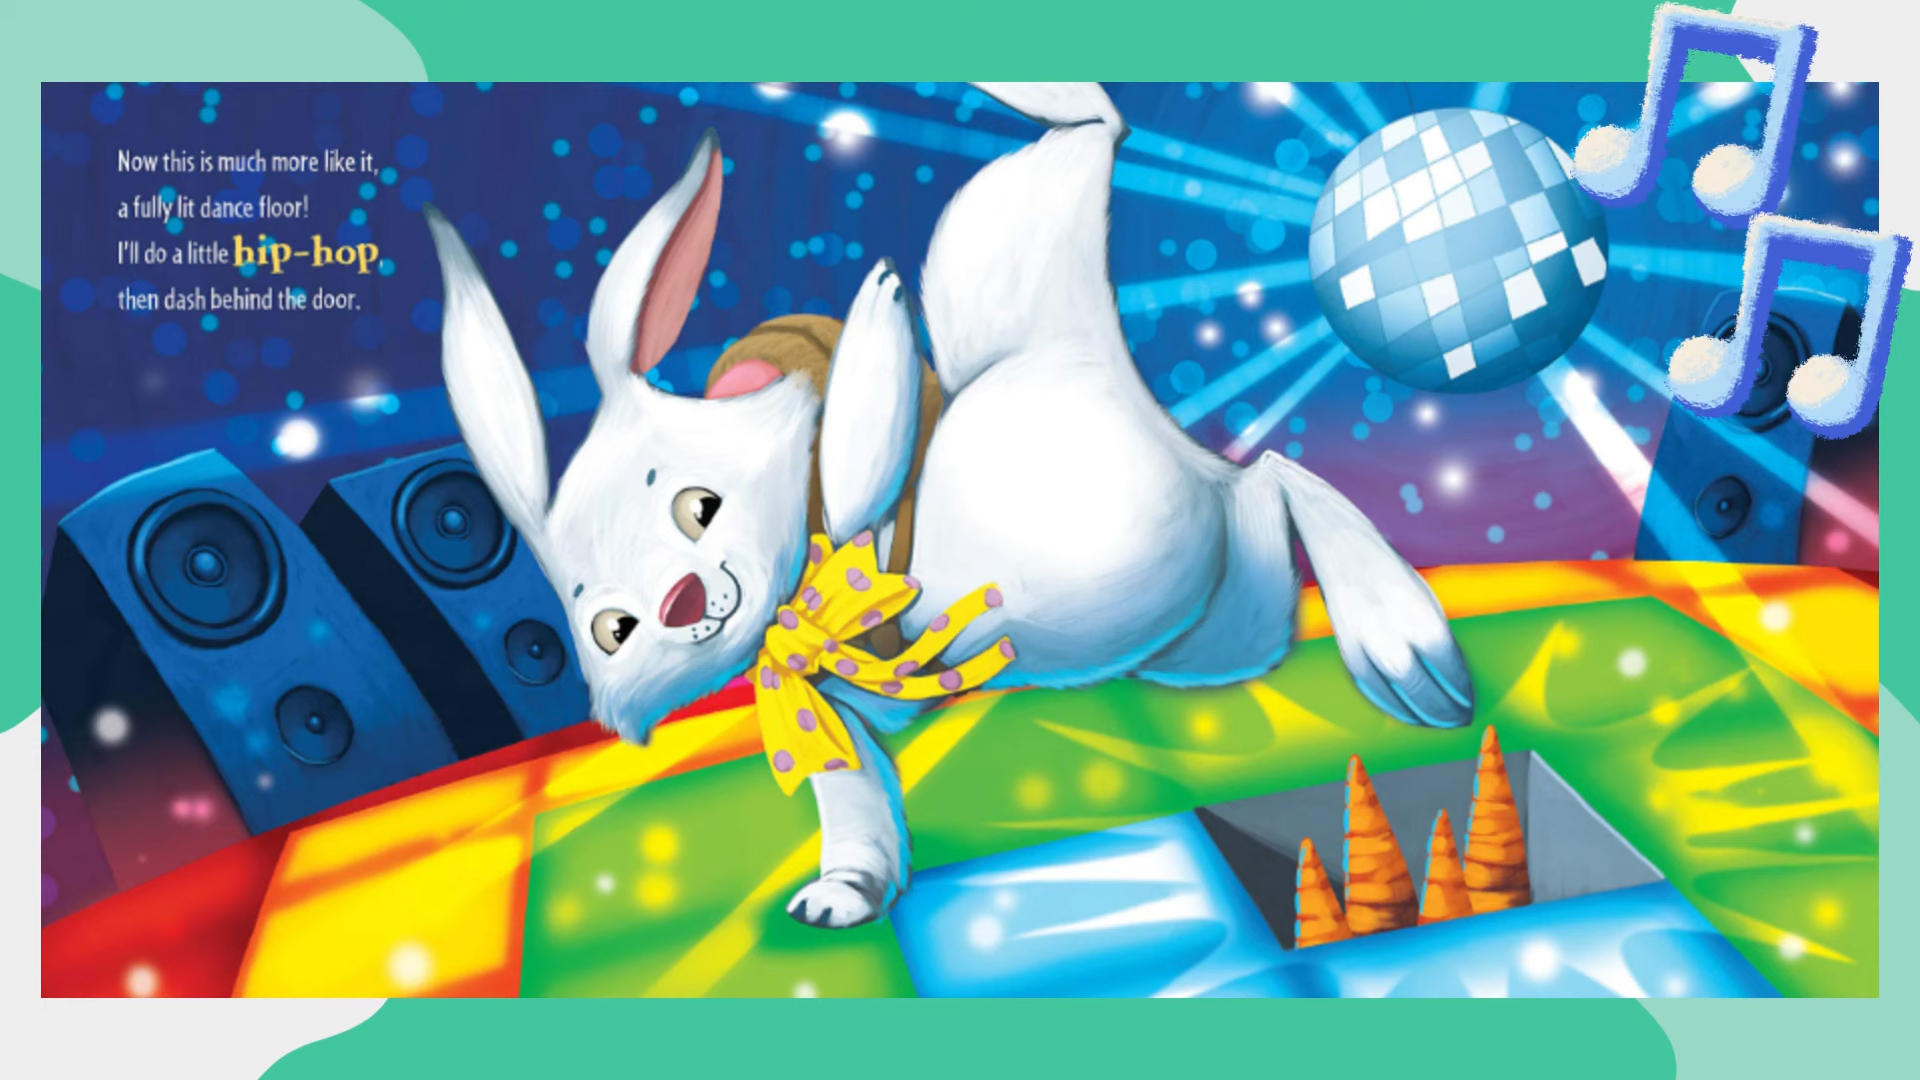 Now this is much more like it,
a fully lit dance floor!
I'll do a little hip-hop,
then dash behind the door.